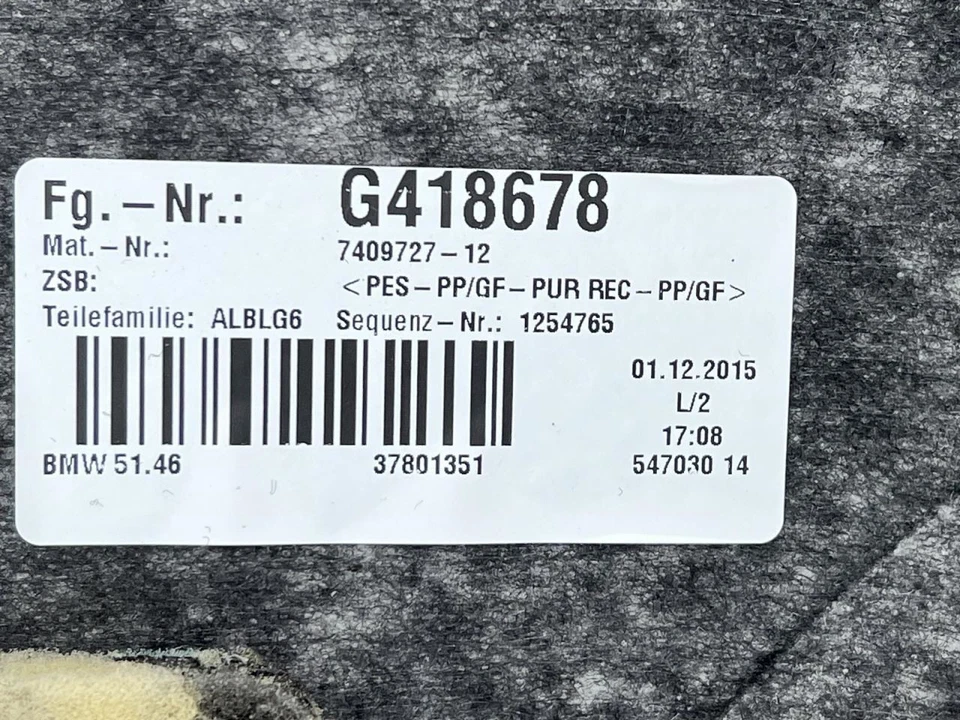 Fg.-Nr.: G418678
Mat.-Nr.: 7409727-12
ZSB: <PES-PP/GF-PUR REC-PP/GF>
Teilefamilie: ALBLG6 Sequenz-Nr.: 1254765
01.12.2015
L/2
17:08
BMW 51.46 37801351 547030 14